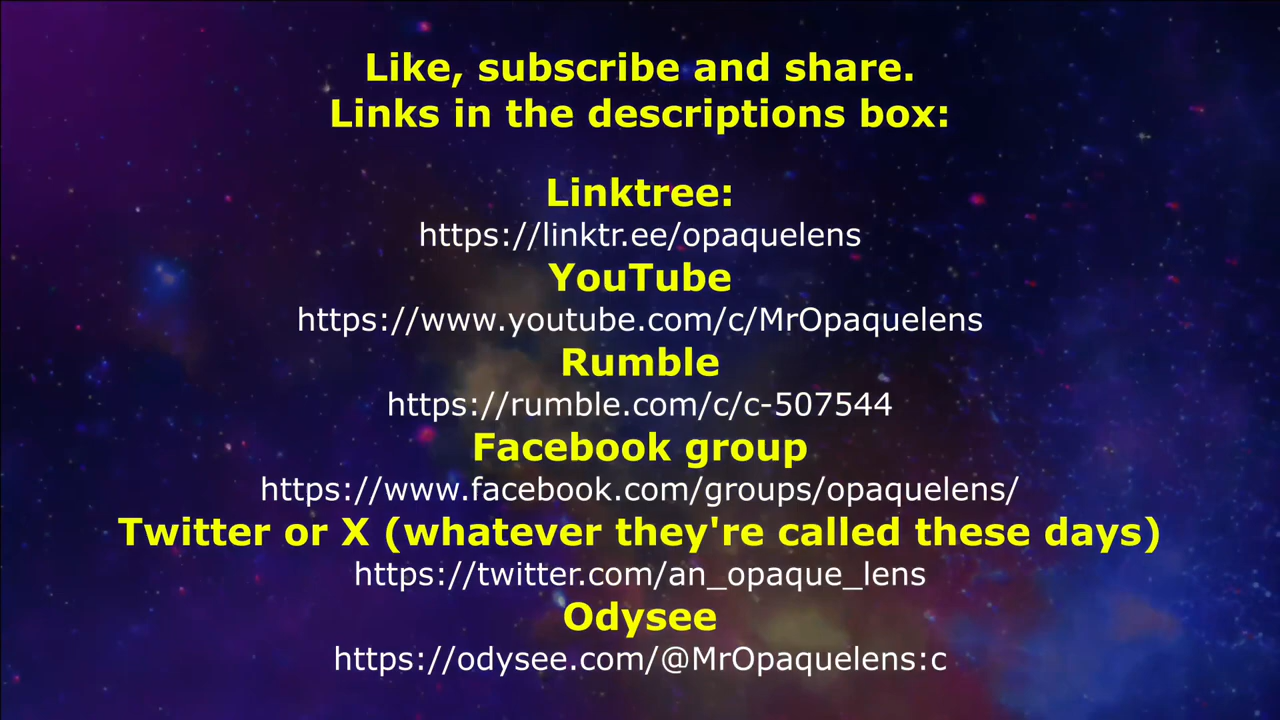 Like, subscribe and share.
Links in the descriptions box:
Linktree:
https://linktr.ee/opaquelens
YouTube
https://www.youtube.com/c/MrOpaquelens
Rumble
https://rumble.com/c/c-507544
Facebook group
https://www.facebook.com/groups/opaquelens/
Twitter or X (whatever they're called these days)
https://twitter.com/an_opaque_lens
Odysee
https://odysee.com/@MrOpaquelens:c